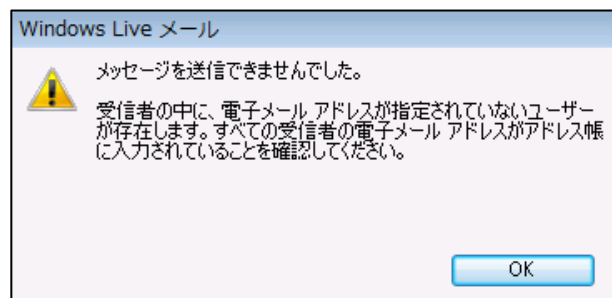 Windows Live メール
メッセージを送信できませんでした。
受信者の中に、電子メール アドレスが指定されていないユーザー
が存在します。すべての受信者の電子メール アドレスがアドレス帳
に入力されていることを確認してください。
OK